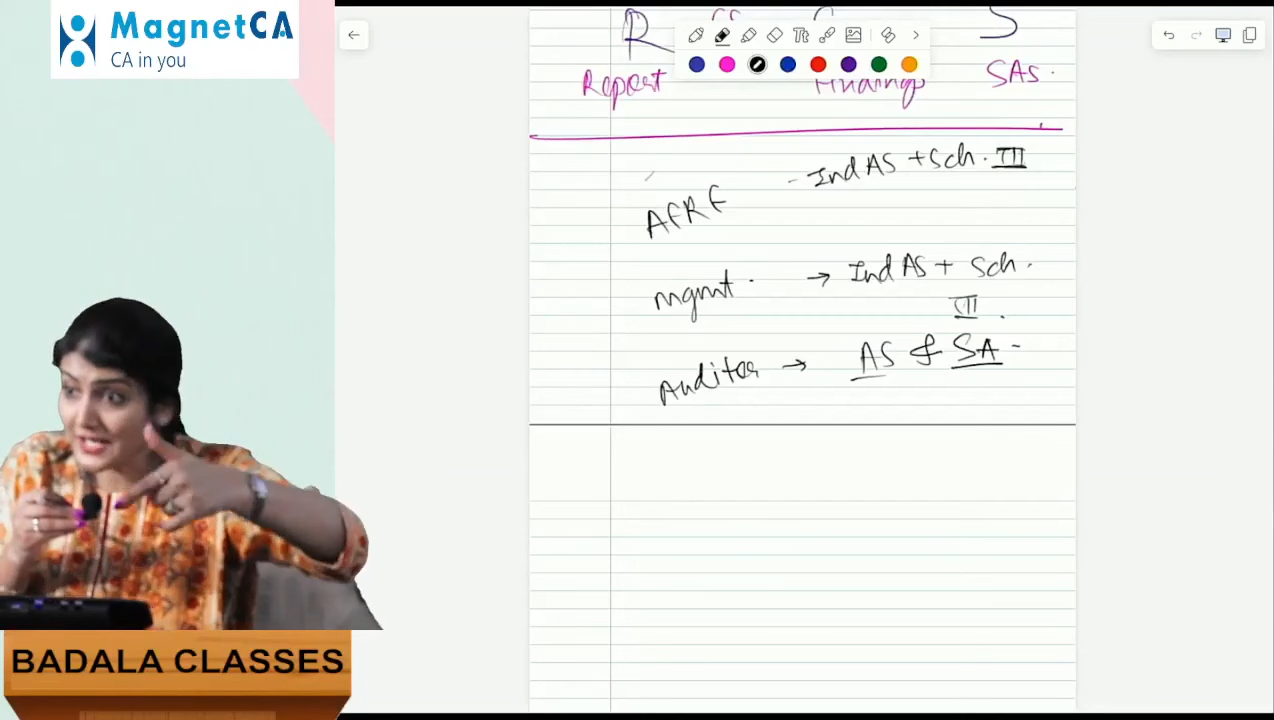 MagnetCA
CA in you
R S
Report Findings SAs.
AFRF - Ind AS + Sch. III
mgmt. → Ind AS + Sch.
III.
Auditor → AS & SA.
BADALA CLASSES